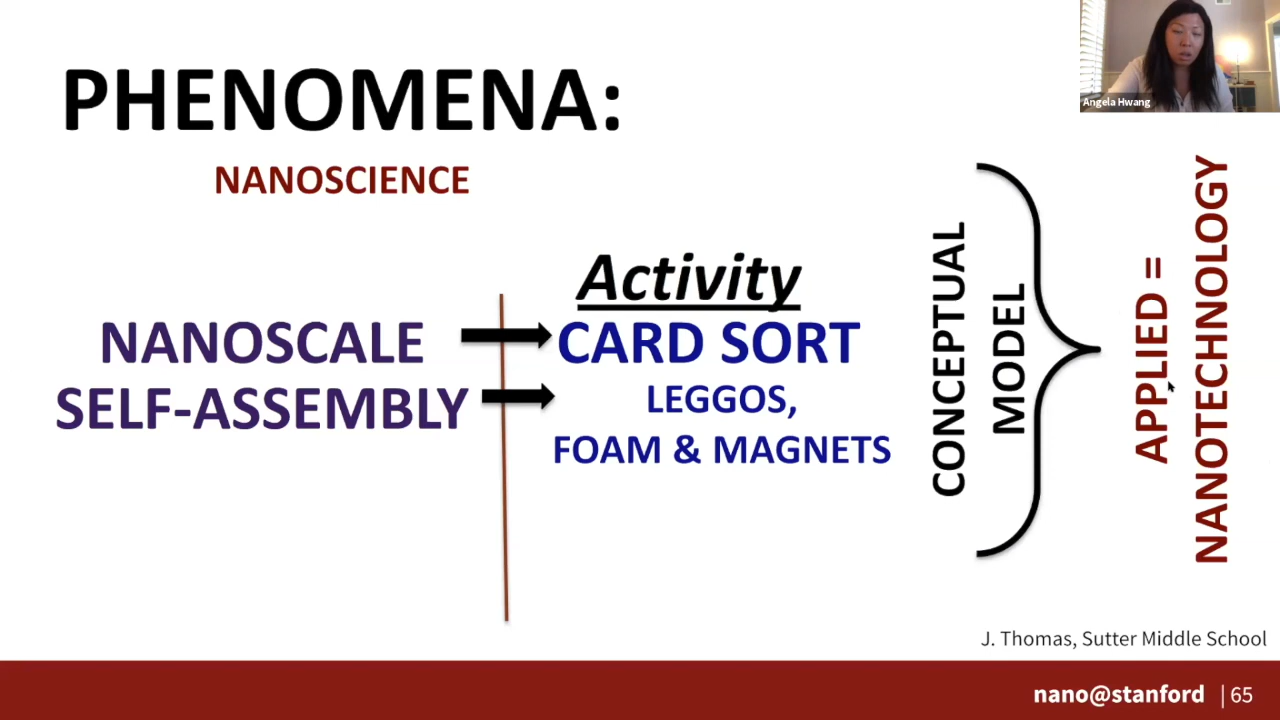 PHENOMENA:
NANOSCIENCE
Angela Hwang
Activity
NANOSCALE
CARD SORT
SELF-ASSEMBLY
LEGGOS,
FOAM & MAGNETS
CONCEPTUAL
MODEL
APPLIED =
NANOTECHNOLOGY
J. Thomas, Sutter Middle School
nano@stanford | 65